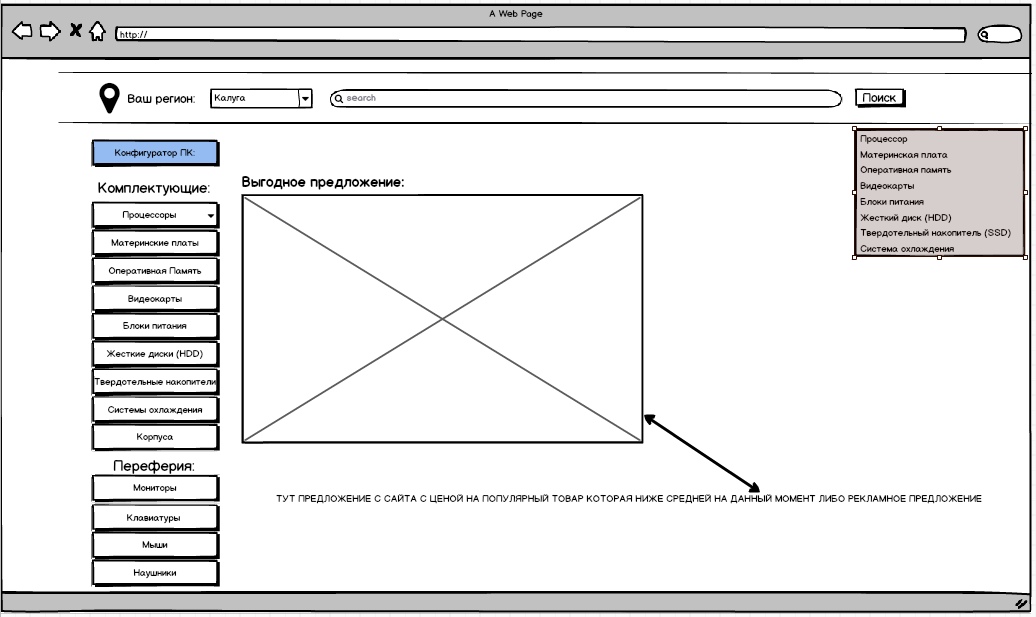 A Web Page
http://
Ваш регион:
Калуга
search
Поиск
Конфигуратор ПК:
Комплектующие:
Процессоры
Материнские платы
Оперативная Память
Видеокарты
Блоки питания
Жесткие диски (HDD)
Твердотельные накопители
Системы охлаждения
Корпуса
Переферия:
Мониторы
Клавиатуры
Мыши
Наушники
Выгодное предложение:
ТУТ ПРЕДЛОЖЕНИЕ С САЙТА С ЦЕНОЙ НА ПОПУЛЯРНЫЙ ТОВАР КОТОРАЯ НИЖЕ СРЕДНЕЙ НА ДАННЫЙ МОМЕНТ ЛИБО РЕКЛАМНОЕ ПРЕДЛОЖЕНИЕ
Процессор
Материнская плата
Оперативная память
Видеокарты
Блоки питания
Жесткий диск (HDD)
Твердотельный накопитель (SSD)
Система охлаждения